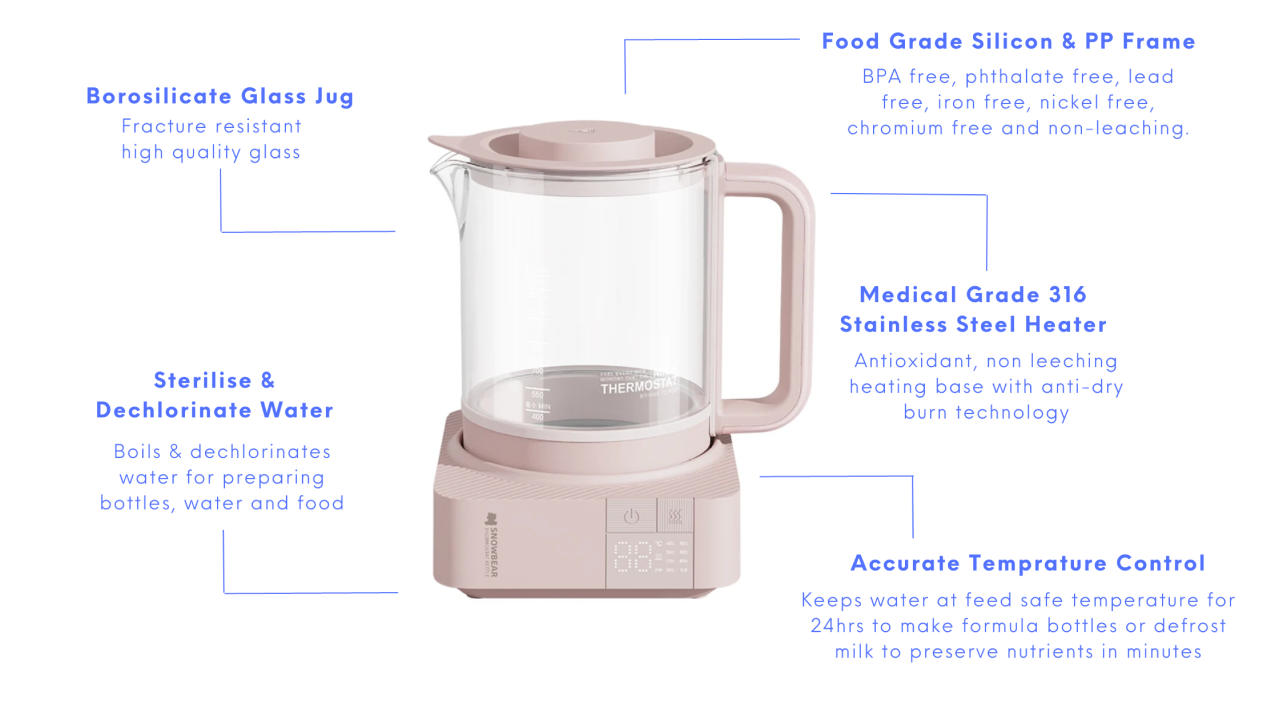 Food Grade Silicon & PP Frame
BPA free, phthalate free, lead
free, iron free, nickel free,
chromium free and non-leaching.
Borosilicate Glass Jug
Fracture resistant
high quality glass
Medical Grade 316
Stainless Steel Heater
Antioxidant, non leeching
heating base with anti-dry
burn technology
Sterilise &
Dechlorinate Water
Boils & dechlorinates
water for preparing
bottles, water and food
THERMOSTAT
550
MIN
400
SNOWBEAR
Accurate Temprature Control
Keeps water at feed safe temperature for
24hrs to make formula bottles or defrost
milk to preserve nutrients in minutes